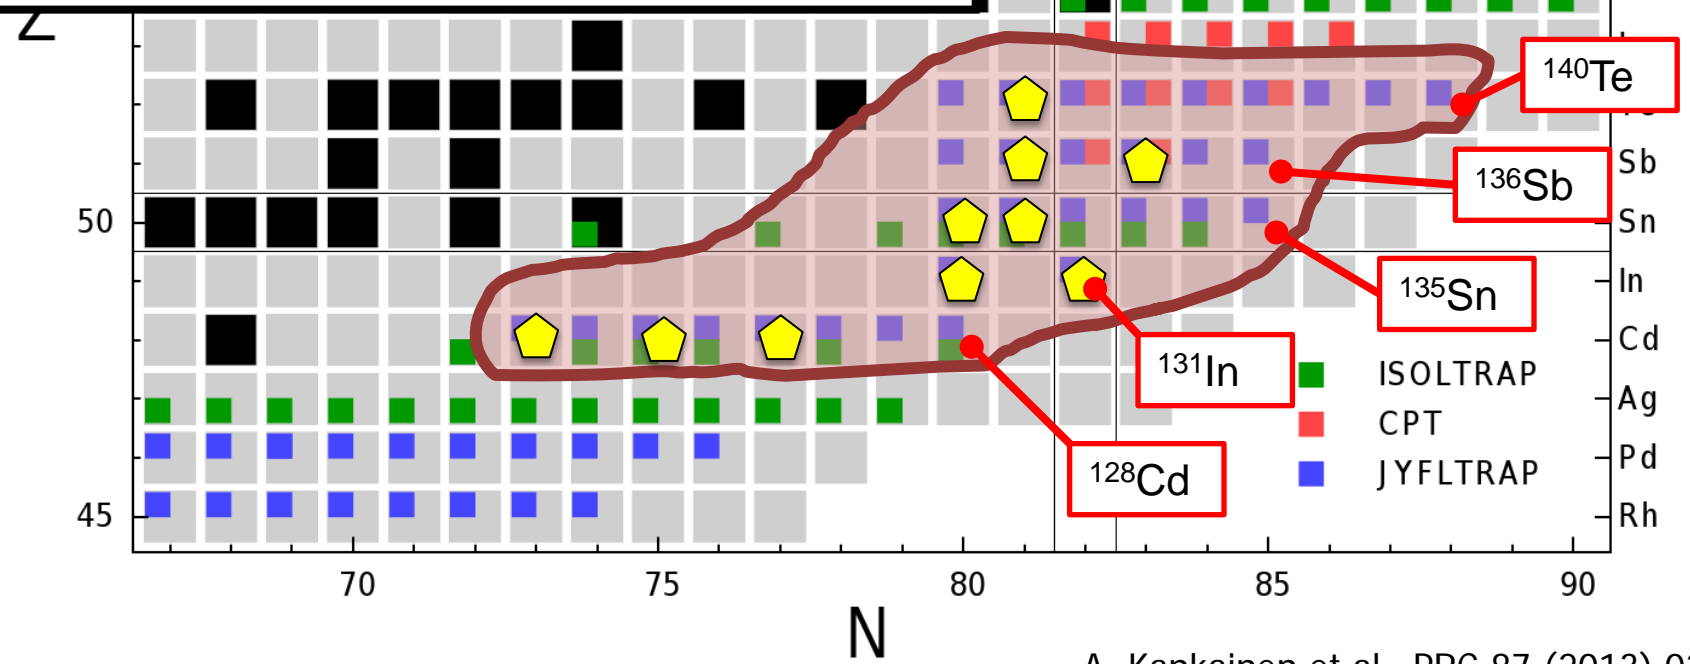 Z
140Te
Sb
136Sb
50
Sn
135Sn
In
Cd
131In
ISOLTRAP
Ag
CPT
128Cd
Pd
JYFLTRAP
45
Rh
70
75
80
85
90
N